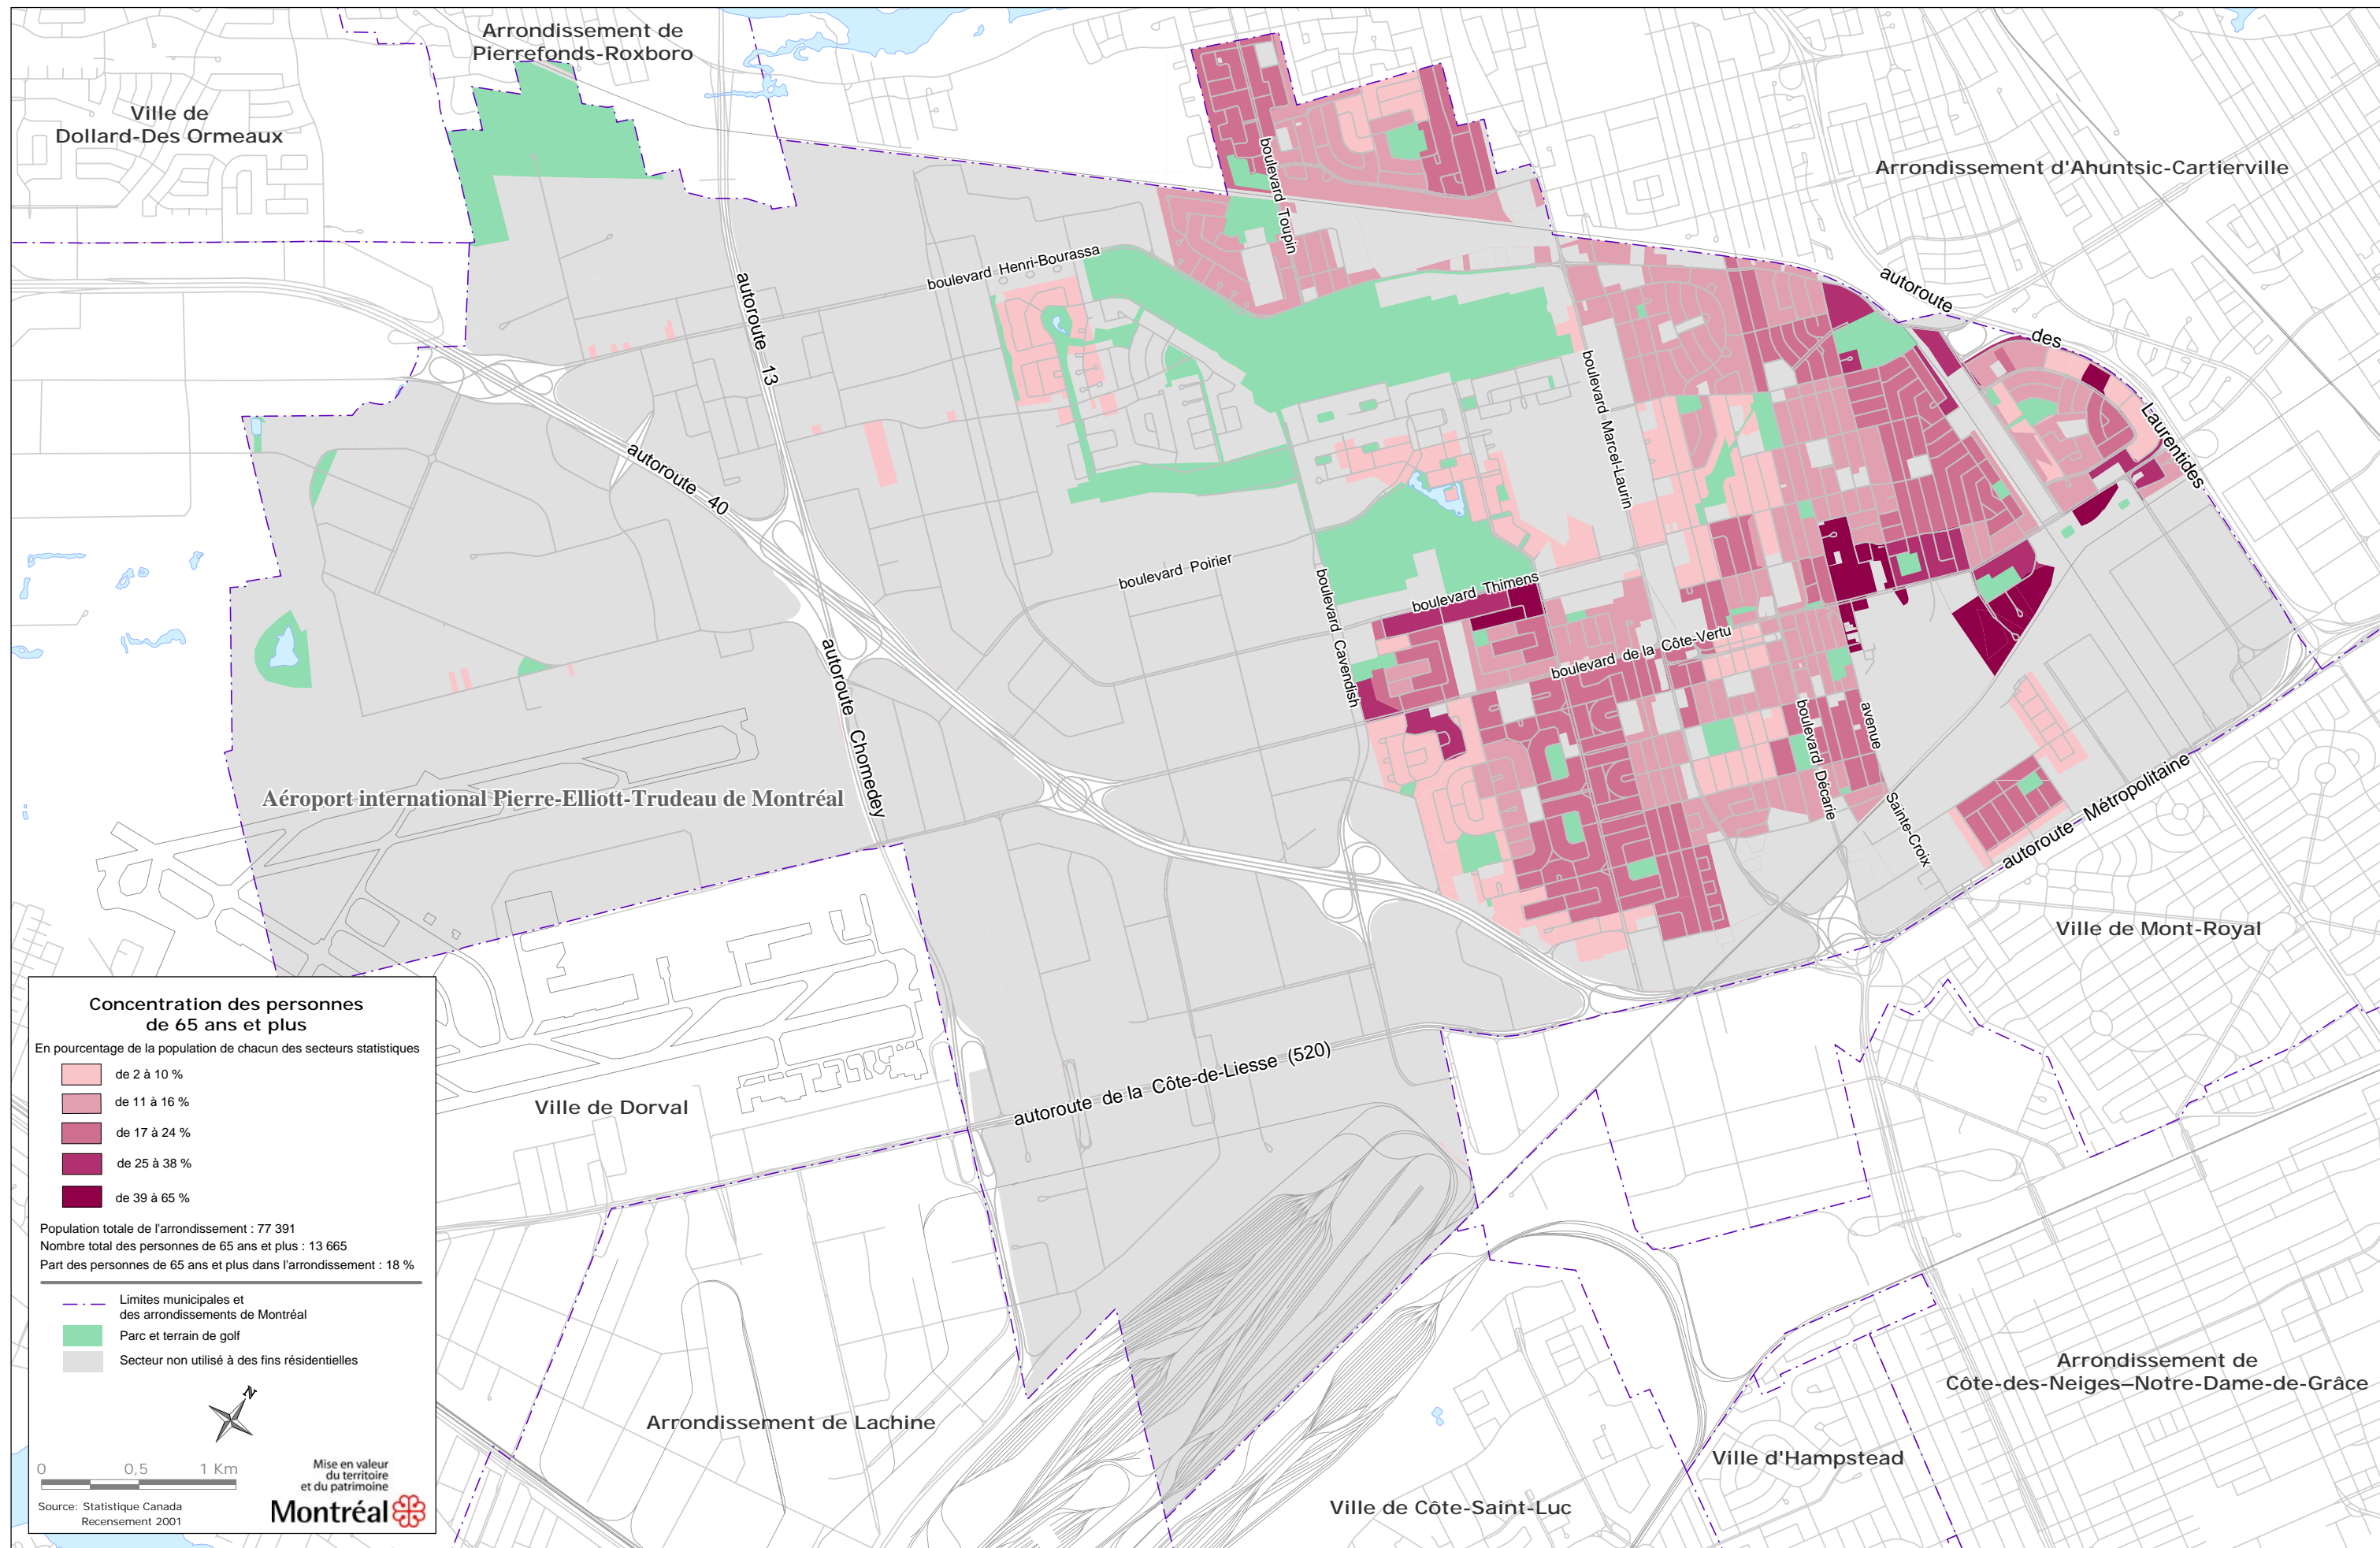 Arrondissement de
Pierrefonds-Roxboro
Ville de
Dollard-Des Ormeaux
Arrondissement d'Ahuntsic-Cartierville
boulevard Toupin
boulevard Henri-Bourassa
autoroute 13
autoroute des Laurentides
boulevard Marcel-Laurin
autoroute 40
boulevard Poirier
boulevard Thimens
boulevard Cavendish
boulevard de la Côte-Vertu
autoroute Chomedey
boulevard Décarie
avenue Sainte-Croix
autoroute Métropolitaine
Aéroport international Pierre-Elliott-Trudeau de Montréal
Ville de Mont-Royal
autoroute de la Côte-de-Liesse (520)
Ville de Dorval
Arrondissement de Lachine
Ville de Côte-Saint-Luc
Ville d'Hampstead
Arrondissement de
Côte-des-Neiges–Notre-Dame-de-Grâce
Concentration des personnes
de 65 ans et plus
En pourcentage de la population de chacun des secteurs statistiques
de 2 à 10 %
de 11 à 16 %
de 17 à 24 %
de 25 à 38 %
de 39 à 65 %
Population totale de l'arrondissement : 77 391
Nombre total des personnes de 65 ans et plus : 13 665
Part des personnes de 65 ans et plus dans l'arrondissement : 18 %
Limites municipales et
des arrondissements de Montréal
Parc et terrain de golf
Secteur non utilisé à des fins résidentielles
N
0 0,5 1 Km
Source: Statistique Canada
Recensement 2001
Mise en valeur
du territoire
et du patrimoine
Montréal